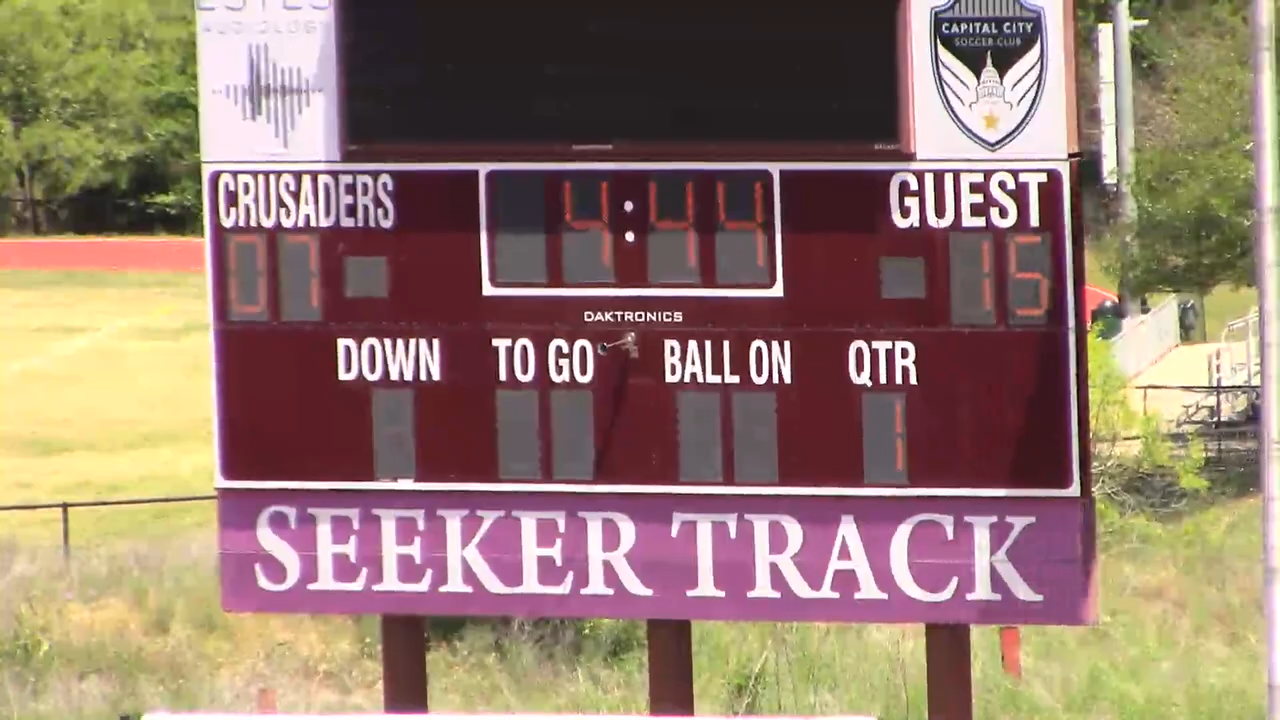 AUDIOLOGY
CAPITAL CITY
SOCCER CLUB
CRUSADERS
4:44
GUEST
07
15
DAKTRONICS
DOWN TO GO BALL ON QTR
1
SEEKER TRACK